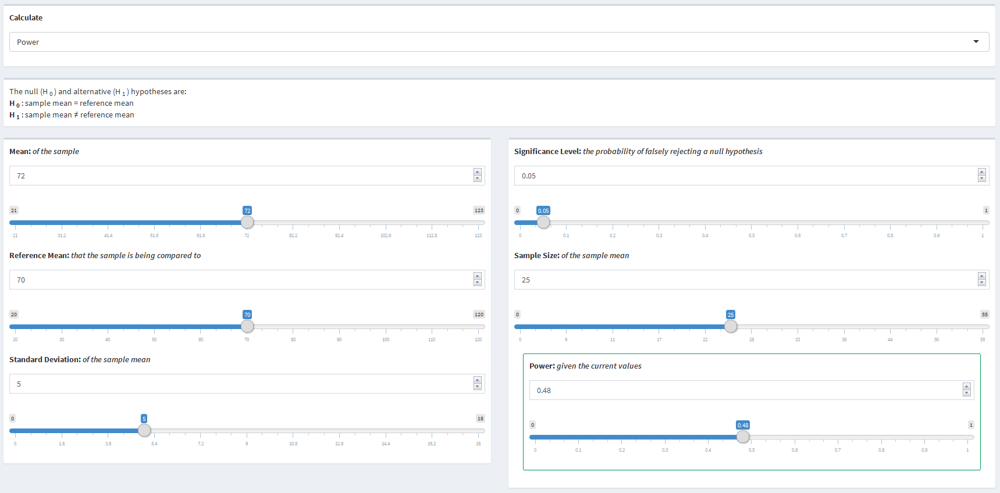 Calculate
Power
The null (H 0 ) and alternative (H 1 ) hypotheses are:
H 0 : sample mean = reference mean
H 1 : sample mean ≠ reference mean
Mean: of the sample
72
21 72 123
21 31.2 41.4 51.6 61.8 72 82.2 92.4 102.6 112.8 123
Reference Mean: that the sample is being compared to
70
20 70 120
20 30 40 50 60 70 80 90 100 110 120
Standard Deviation: of the sample mean
5
0 5 18
0 1.8 3.6 5.4 7.2 9 10.8 12.6 14.4 16.2 18
Significance Level: the probability of falsely rejecting a null hypothesis
0.05
0 0.05 1
0 0.1 0.2 0.3 0.4 0.5 0.6 0.7 0.8 0.9 1
Sample Size: of the sample mean
25
0 25 55
0 6 11 17 22 28 33 39 44 50 55
Power: given the current values
0.48
0 0.48 1
0 0.1 0.2 0.3 0.4 0.5 0.6 0.7 0.8 0.9 1